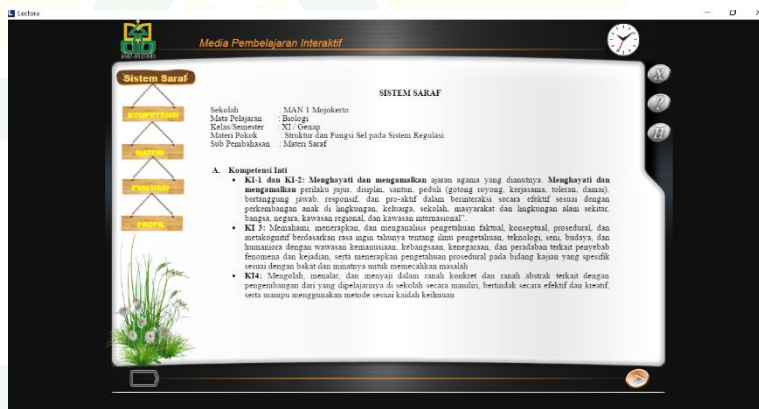 Lectora
Media Pembelajaran Interaktif
Sistem Saraf
KOMPETENSI
MATERI
EVALUASI
PROFIL
X
?
H
SISTEM SARAF
Sekolah : MAN 1 Mojokerto
Mata Pelajaran : Biologi
Kelas/Semester : XI / Genap
Materi Pokok : Struktur dan Fungsi Sel pada Sistem Regulasi
Sub Pembahasan : Materi Saraf
A. Kompetensi Inti
• KI-1 dan KI-2: Menghayati dan mengamalkan ajaran agama yang dianutnya. Menghayati dan
mengamalkan perilaku jujur, disiplin, santun, peduli (gotong royong, kerjasama, toleran, damai),
bertanggung jawab, responsif, dan pro-aktif dalam berinteraksi secara efektif sesuai dengan
perkembangan anak di lingkungan, keluarga, sekolah, masyarakat dan lingkungan alam sekitar,
bangsa, negara, kawasan regional, dan kawasan internasional".
• KI 3: Memahami, menerapkan, dan menganalisis pengetahuan faktual, konseptual, prosedural, dan
metakognitif berdasarkan rasa ingin tahunya tentang ilmu pengetahuan, teknologi, seni, budaya, dan
humaniora dengan wawasan kemanusiaan, kebangsaan, kenegaraan, dan peradaban terkait penyebab
fenomena dan kejadian, serta menerapkan pengetahuan prosedural pada bidang kajian yang spesifik
sesuai dengan bakat dan minatnya untuk memecahkan masalah
• KI4: Mengolah, menalar, dan menyaji dalam ranah konkret dan ranah abstrak terkait dengan
pengembangan dari yang dipelajarinya di sekolah secara mandiri, bertindak secara efektif dan kreatif,
serta mampu menggunakan metode sesuai kaidah keilmuan